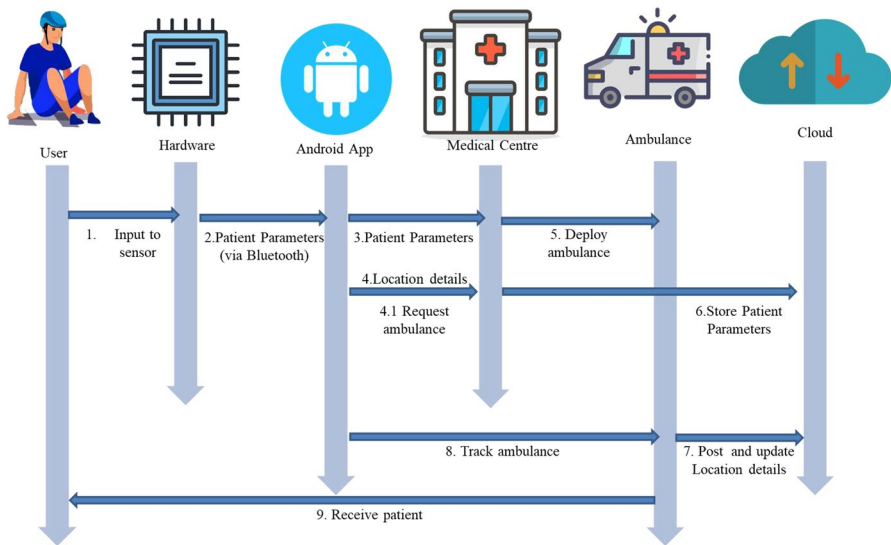 User
Hardware
Android App
Medical Centre
Ambulance
Cloud
1. Input to
sensor
2.Patient Parameters
(via Bluetooth)
3.Patient Parameters
5. Deploy
ambulance
4.Location details
4.1 Request
ambulance
6.Store Patient
Parameters
8. Track ambulance
7. Post and update
Location details
9. Receive patient